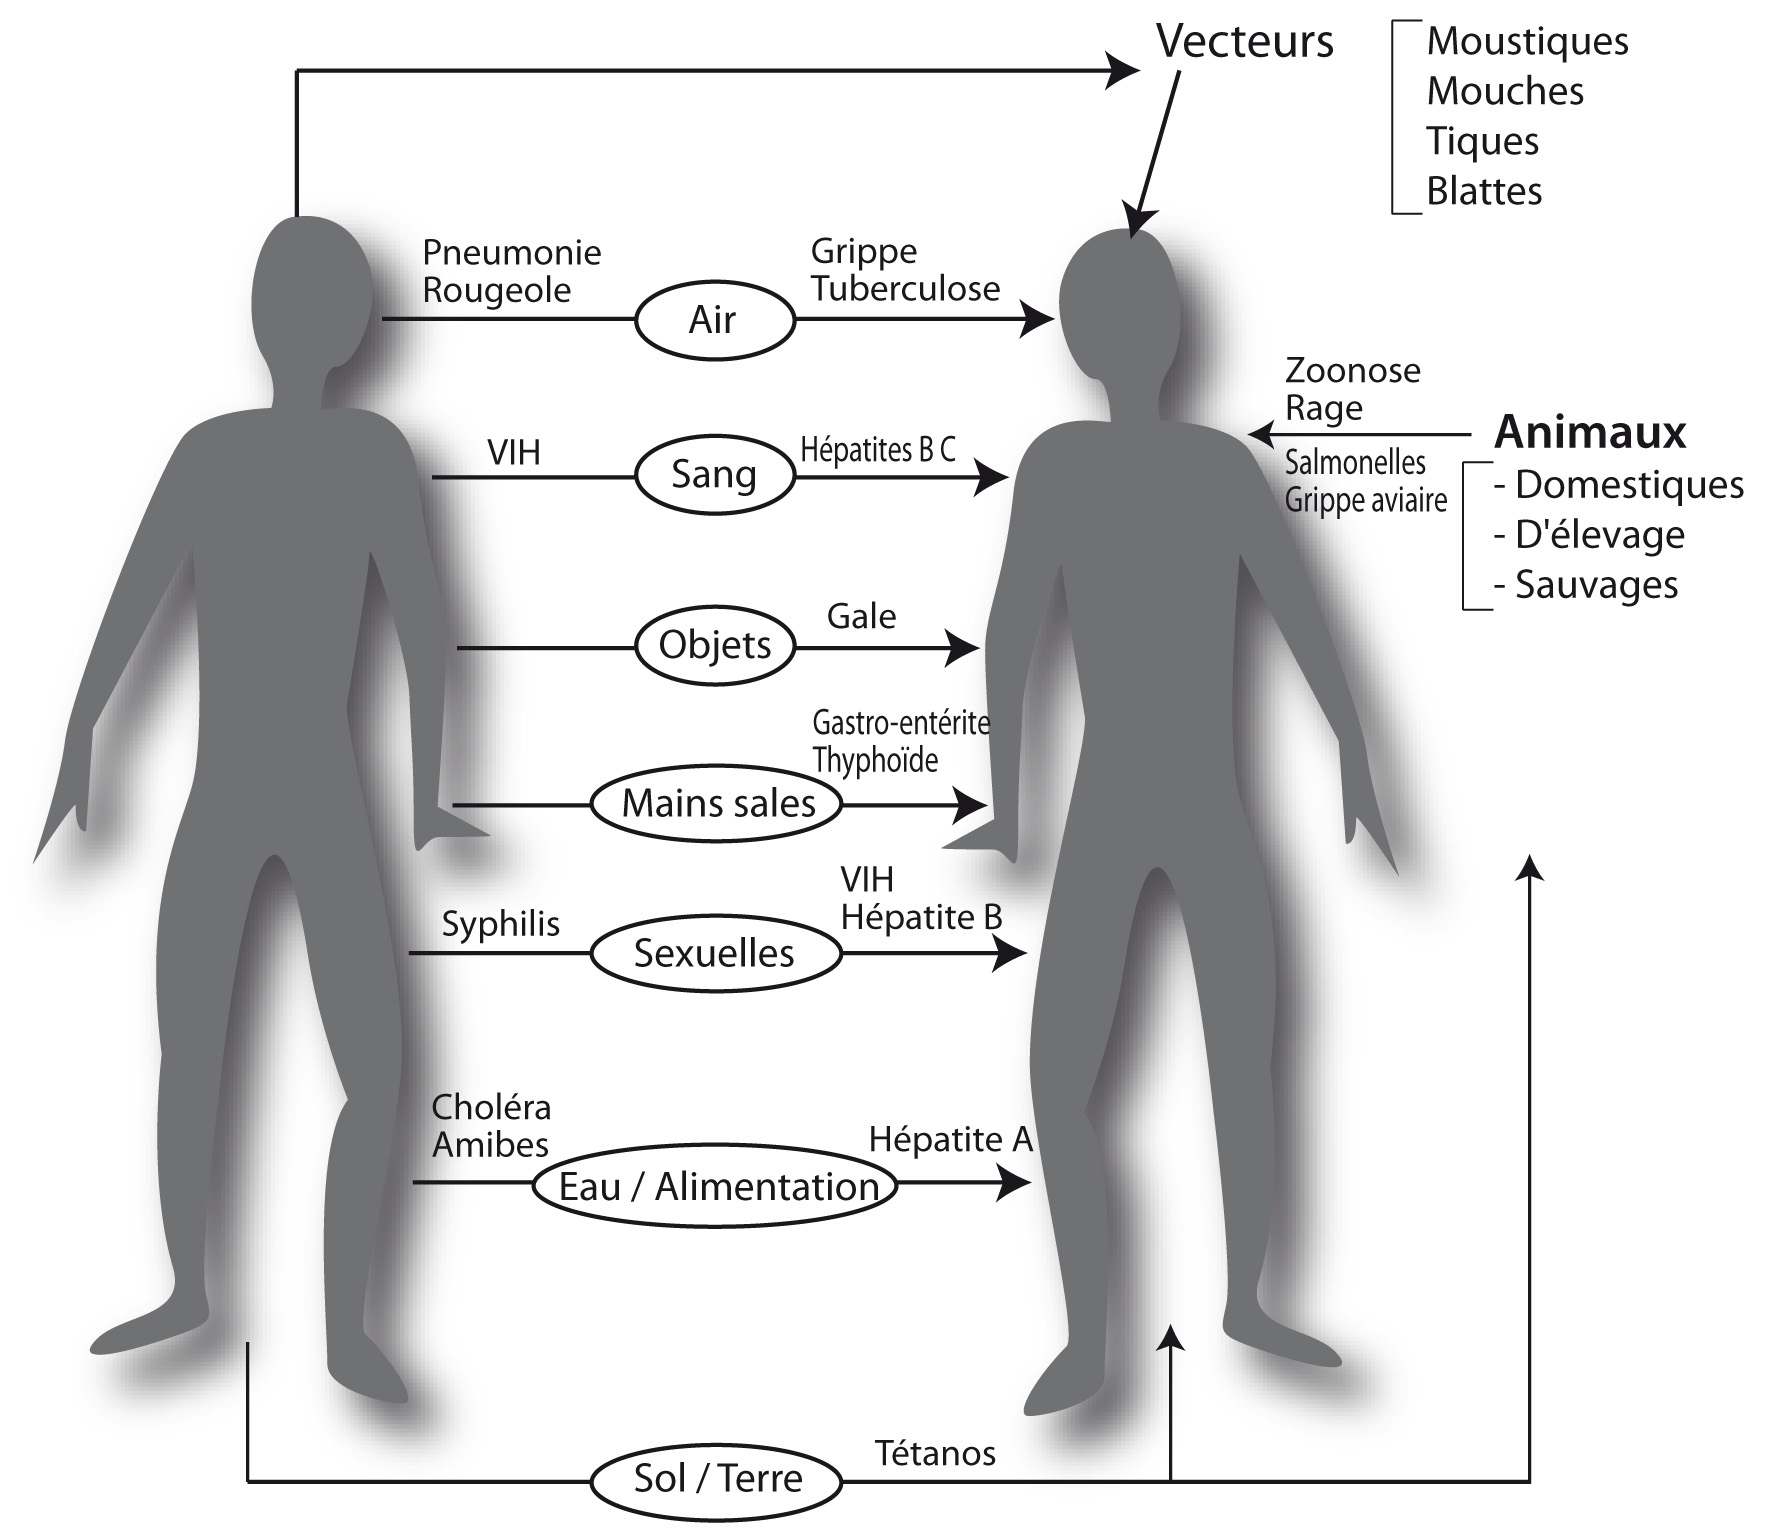 Vecteurs
Moustiques
Mouches
Tiques
Blattes
Pneumonie
Rougeole
Air
Grippe
Tuberculose
Zoonose
Rage
Salmonelles
Grippe aviaire
Animaux
- Domestiques
- D'élevage
- Sauvages
VIH
Sang
Hépatites B C
Objets
Gale
Mains sales
Gastro-entérite
Thyphoïde
Syphilis
Sexuelles
VIH
Hépatite B
Choléra
Amibes
Eau / Alimentation
Hépatite A
Sol / Terre
Tétanos